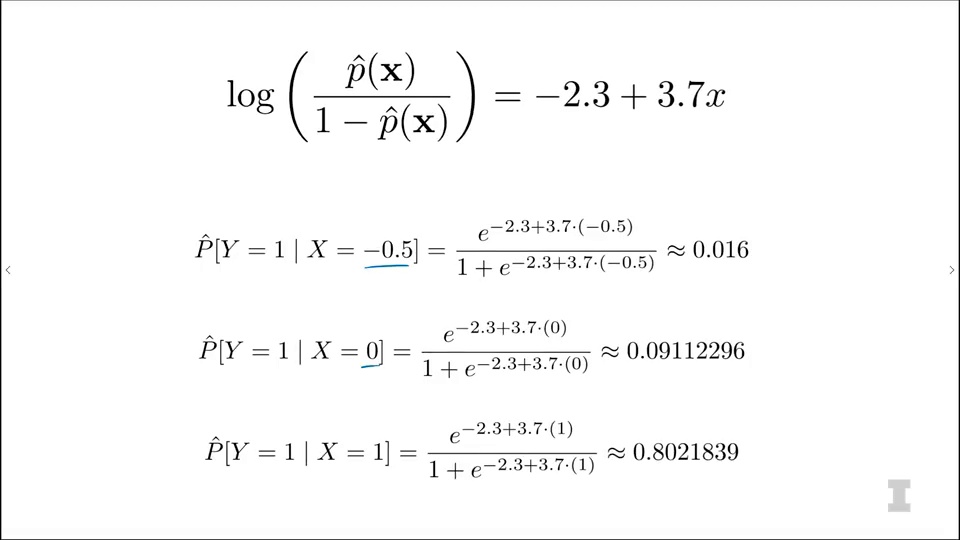 log( p̂(𝐱) / (1 − p̂(𝐱)) ) = −2.3 + 3.7x
P̂[Y = 1 | X = −0.5] = e^{−2.3+3.7·(−0.5)} / (1 + e^{−2.3+3.7·(−0.5)}) ≈ 0.016
P̂[Y = 1 | X = 0] = e^{−2.3+3.7·(0)} / (1 + e^{−2.3+3.7·(0)}) ≈ 0.09112296
P̂[Y = 1 | X = 1] = e^{−2.3+3.7·(1)} / (1 + e^{−2.3+3.7·(1)}) ≈ 0.8021839
I